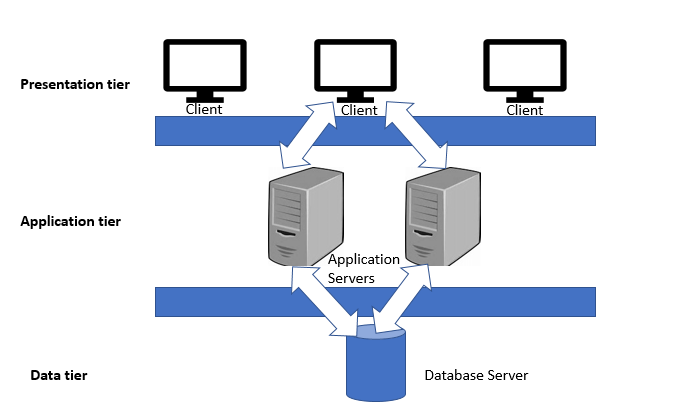 Presentation tier
Client
Client
Client
Application tier
Application
Servers
Data tier
Database Server